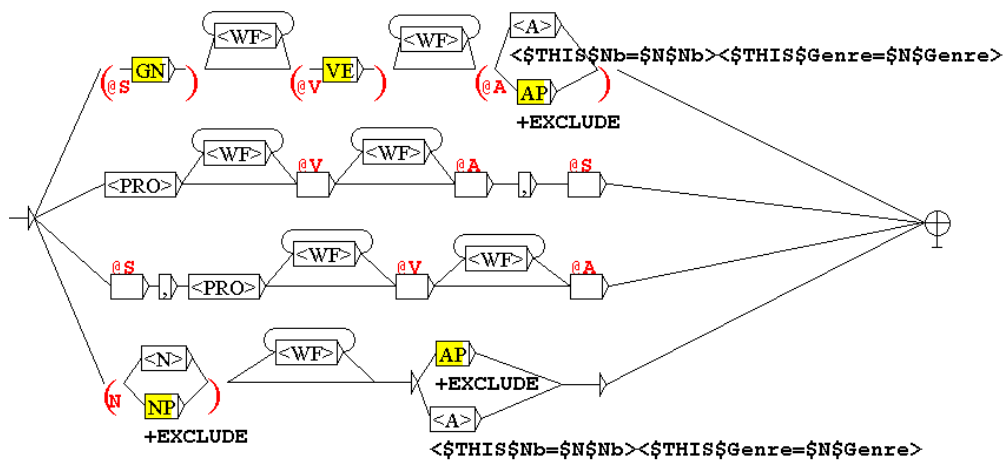 <WF> <WF> <A>
<$THIS$Nb=$N$Nb><$THIS$Genre=$N$Genre>
( @S GN ) ( @V VE ) ( @A AP )
+EXCLUDE
<WF> <WF>
<PRO> @V @A , @S
<WF> <WF>
@S , <PRO> @V @A
<WF>
<N> AP
( N NP ) +EXCLUDE
<A>
+EXCLUDE
<$THIS$Nb=$N$Nb><$THIS$Genre=$N$Genre>